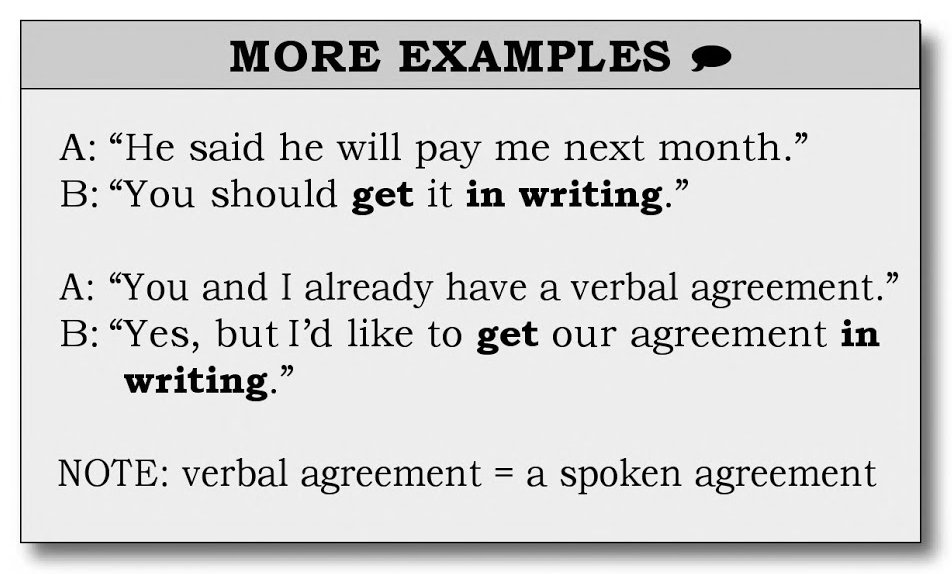 MORE EXAMPLES
A: “He said he will pay me next month.”
B: “You should get it in writing.”
A: “You and I already have a verbal agreement.”
B: “Yes, but I’d like to get our agreement in
writing.”
NOTE: verbal agreement = a spoken agreement